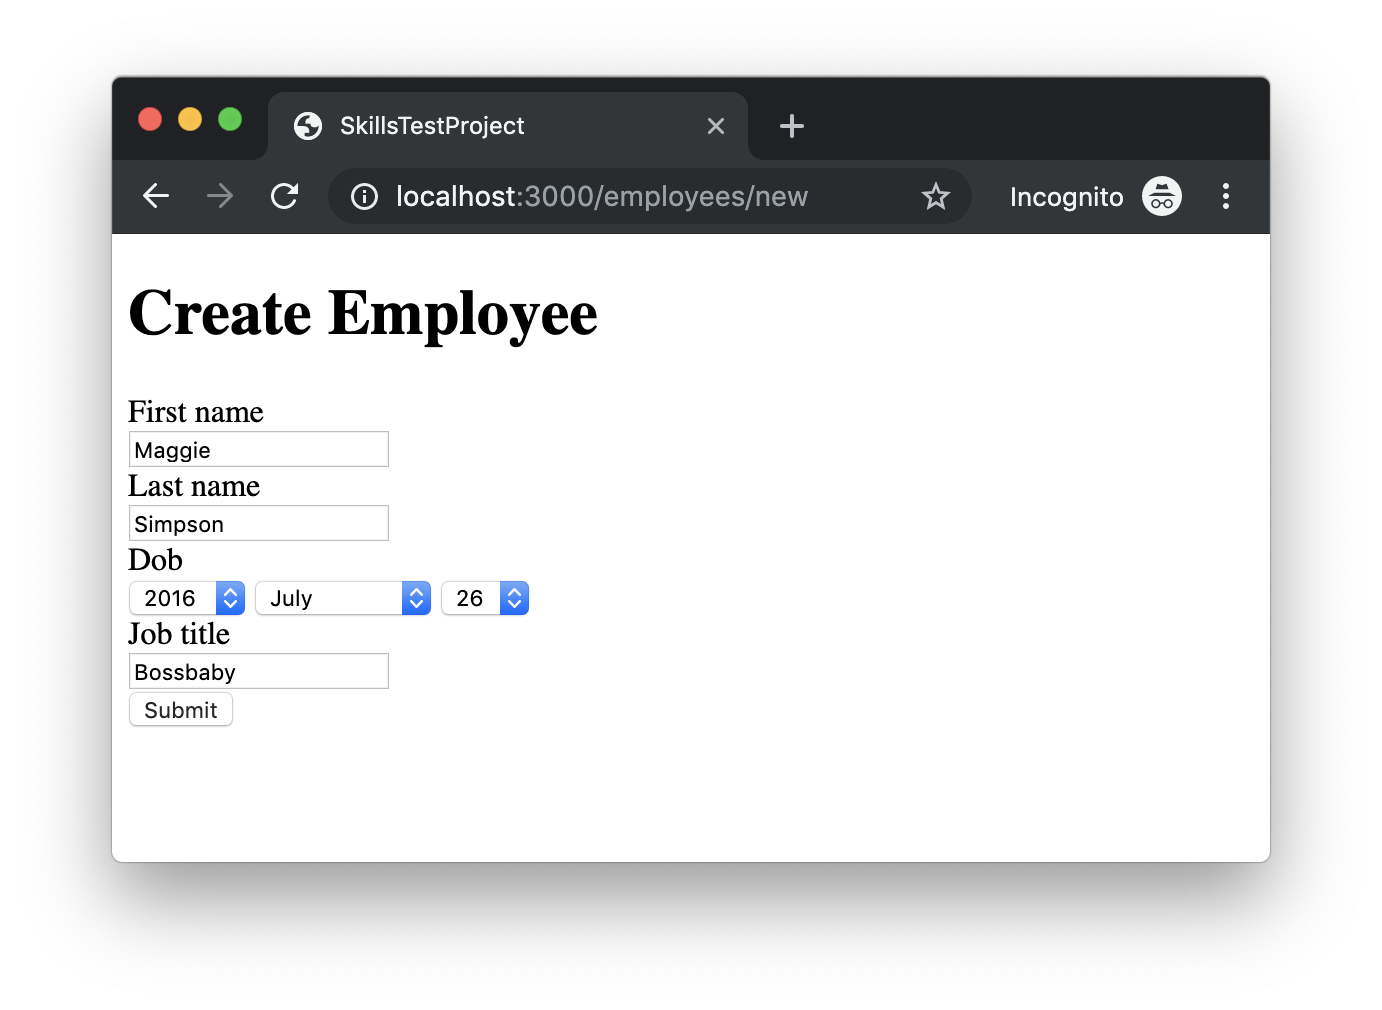 SkillsTestProject
localhost:3000/employees/new
Incognito
Create Employee
First name
Maggie
Last name
Simpson
Dob
2016 July 26
Job title
Bossbaby
Submit